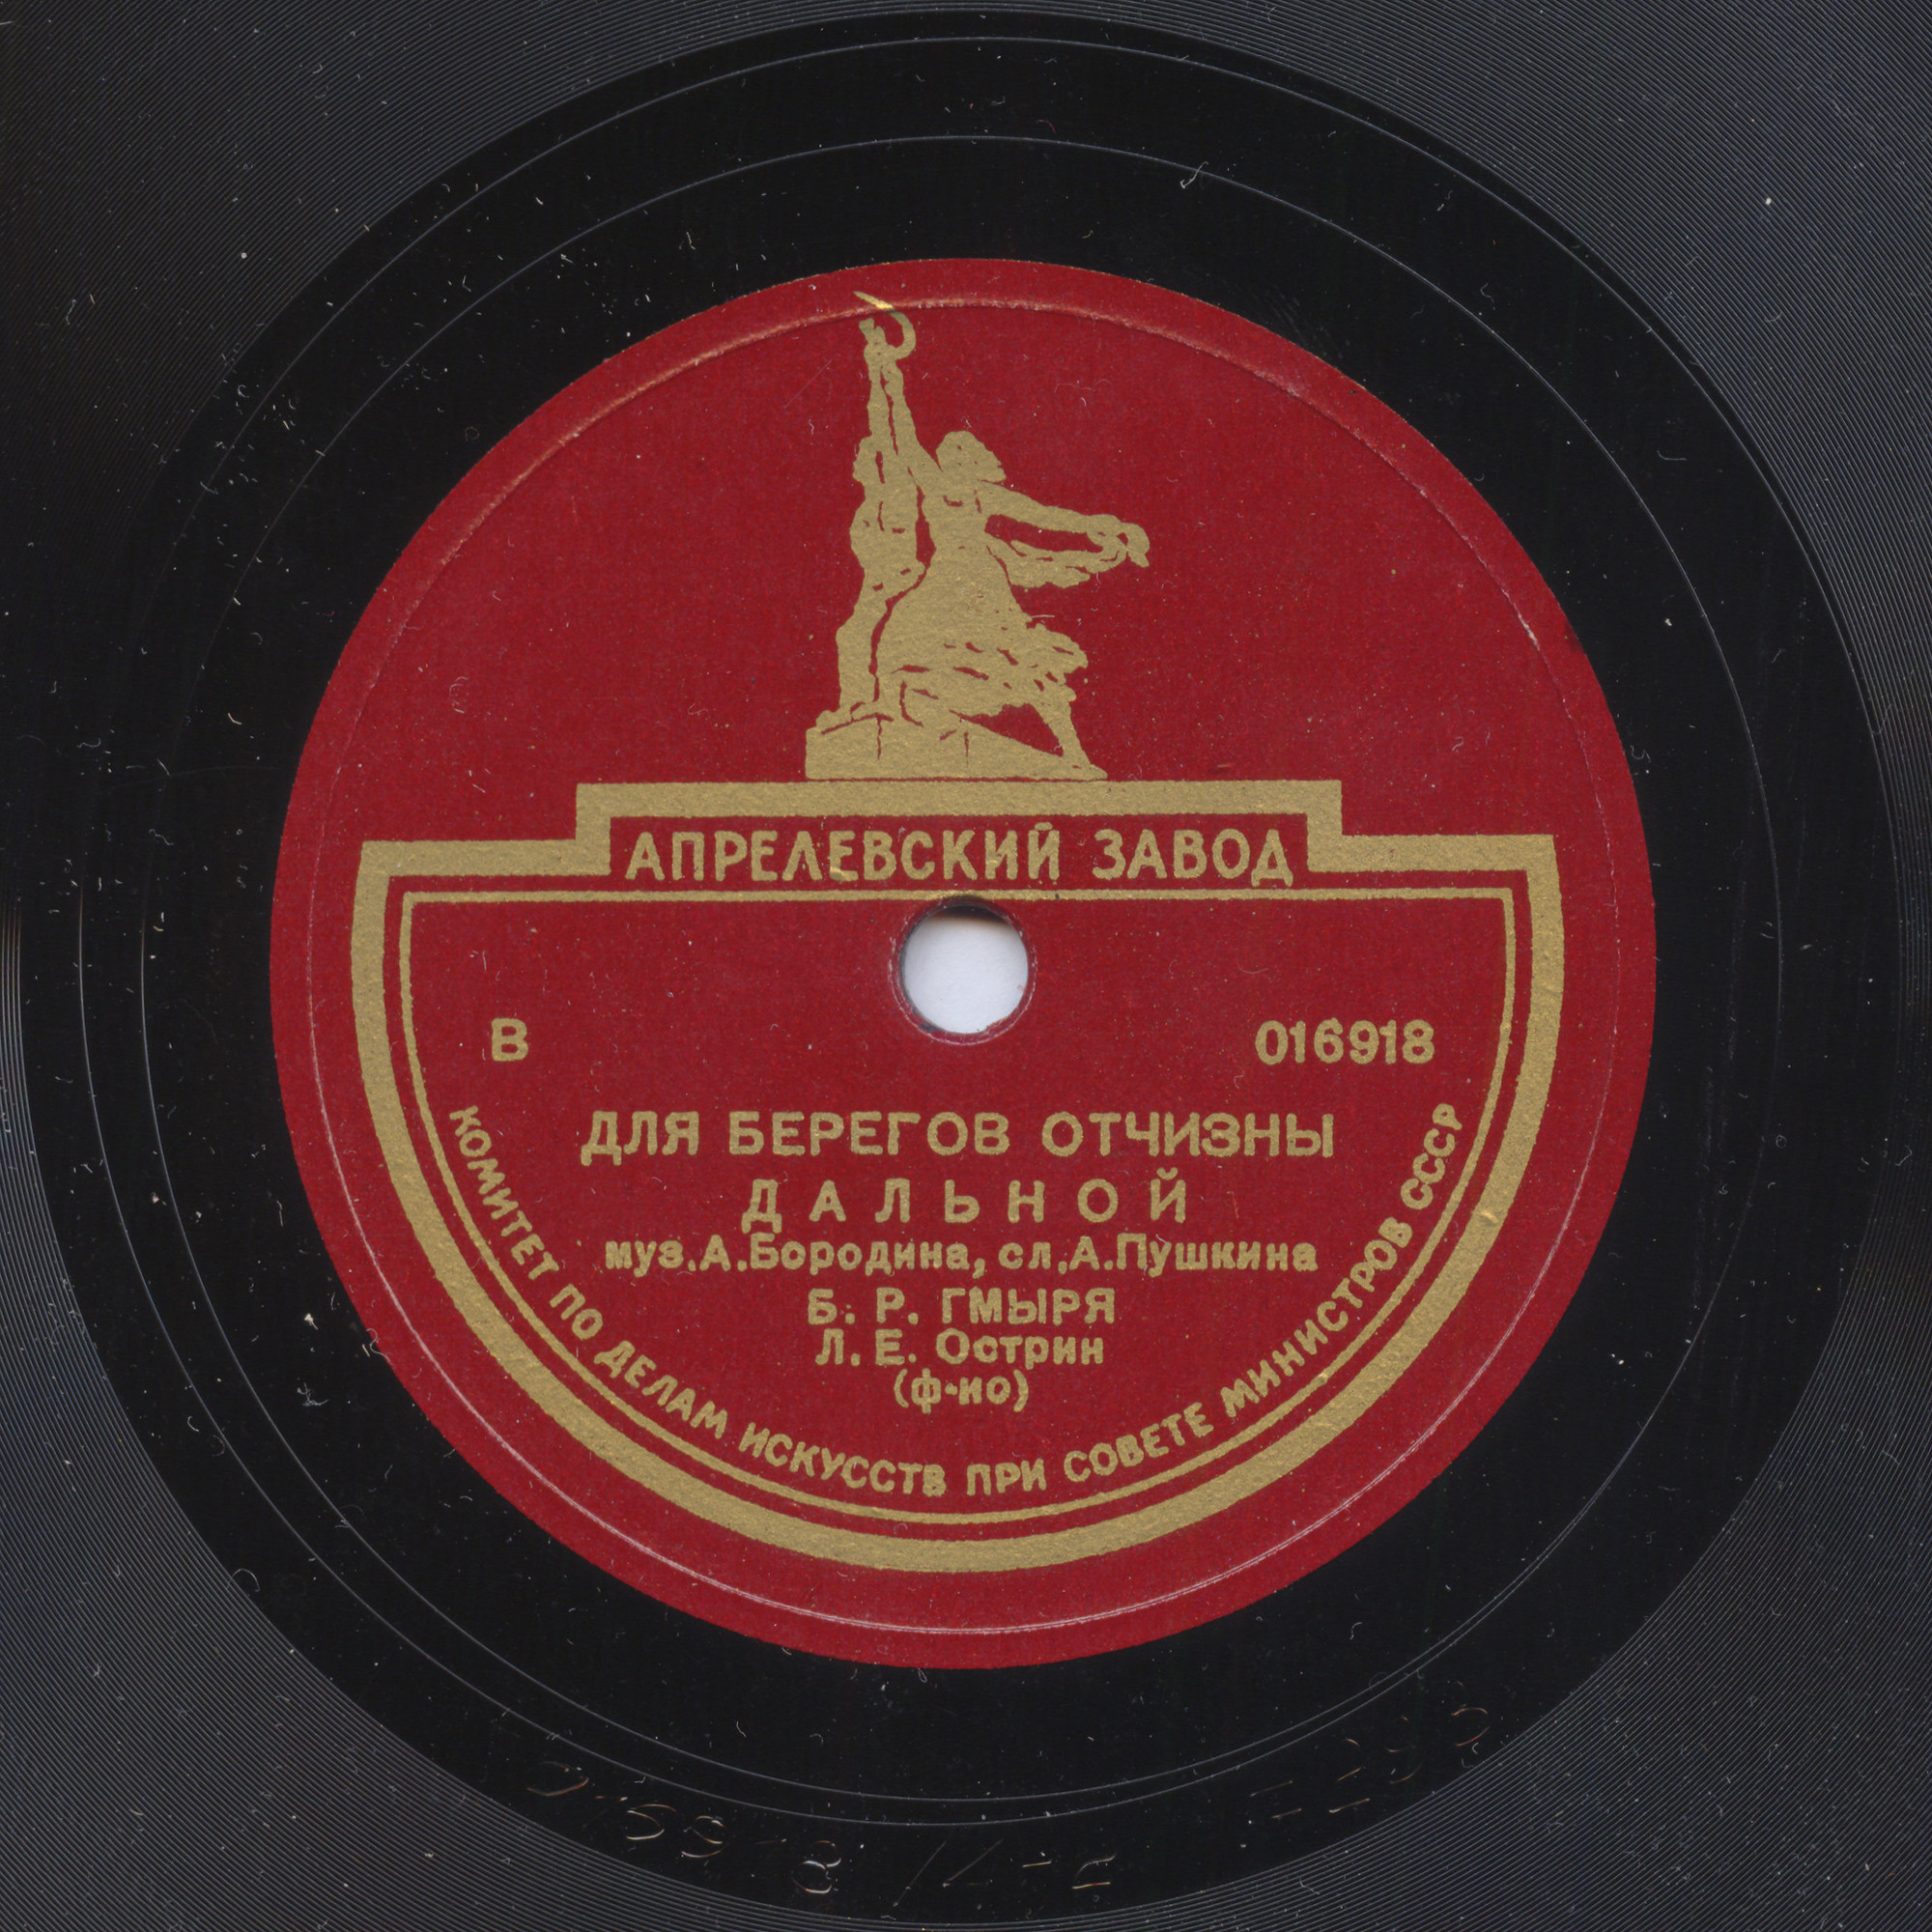 АПРЕЛЕВСКИЙ ЗАВОД
В 016918
ДЛЯ БЕРЕГОВ ОТЧИЗНЫ
ДАЛЬНОЙ
муз.А.Бородина, сл.А.Пушкина
Б. Р. ГМЫРЯ
Л. Е. Острин
(ф-ио)
КОМИТЕТ ПО ДЕЛАМ ИСКУССТВ ПРИ СОВЕТЕ МИНИСТРОВ СССР